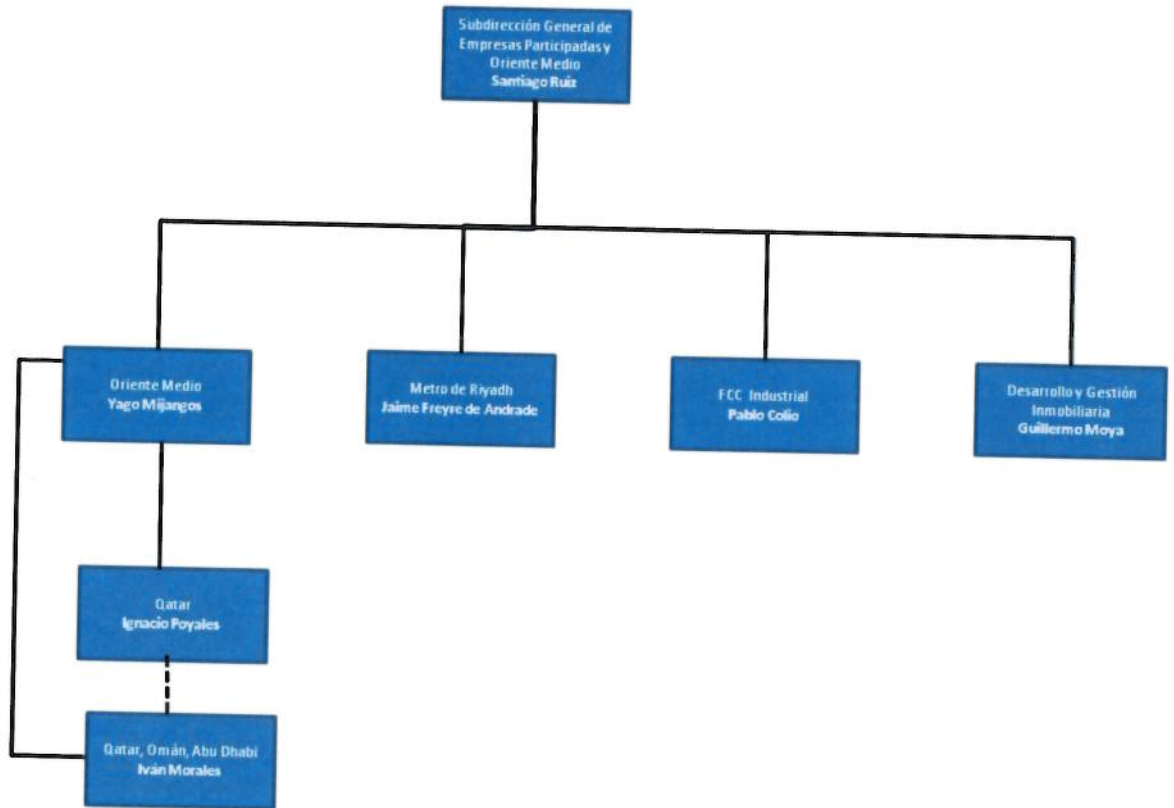 Subdirección General de
Empresas Participadas y
Oriente Medio
Santiago Ruiz
Oriente Medio
Yago Mijangos
Metro de Riyadh
Jaime Freyre de Andrade
FCC Industrial
Pablo Colio
Desarrollo y Gestión
Inmobiliaria
Guillermo Moya
Qatar
Ignacio Poyales
Qatar, Omán, Abu Dhabi
Iván Morales